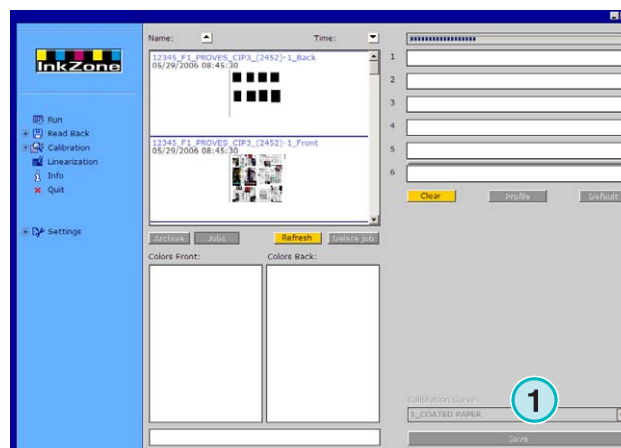 InkZone
Run
Read Back
Calibration
Linearization
Info
Quit
Settings
Name:
Time:
12345_F1_PROVES_CIP3_(2452)-1_Back
05/29/2006 08:45:30
12345_F1_PROVES_CIP3_(2452)-1_Front
05/29/2006 08:45:30
Archive
Jobs
Refresh
Delete job
Colors Front:
Colors Back:
1
2
3
4
5
6
Clear
Profile
Default
Calibration Curves
1_COATED PAPER
1
Save